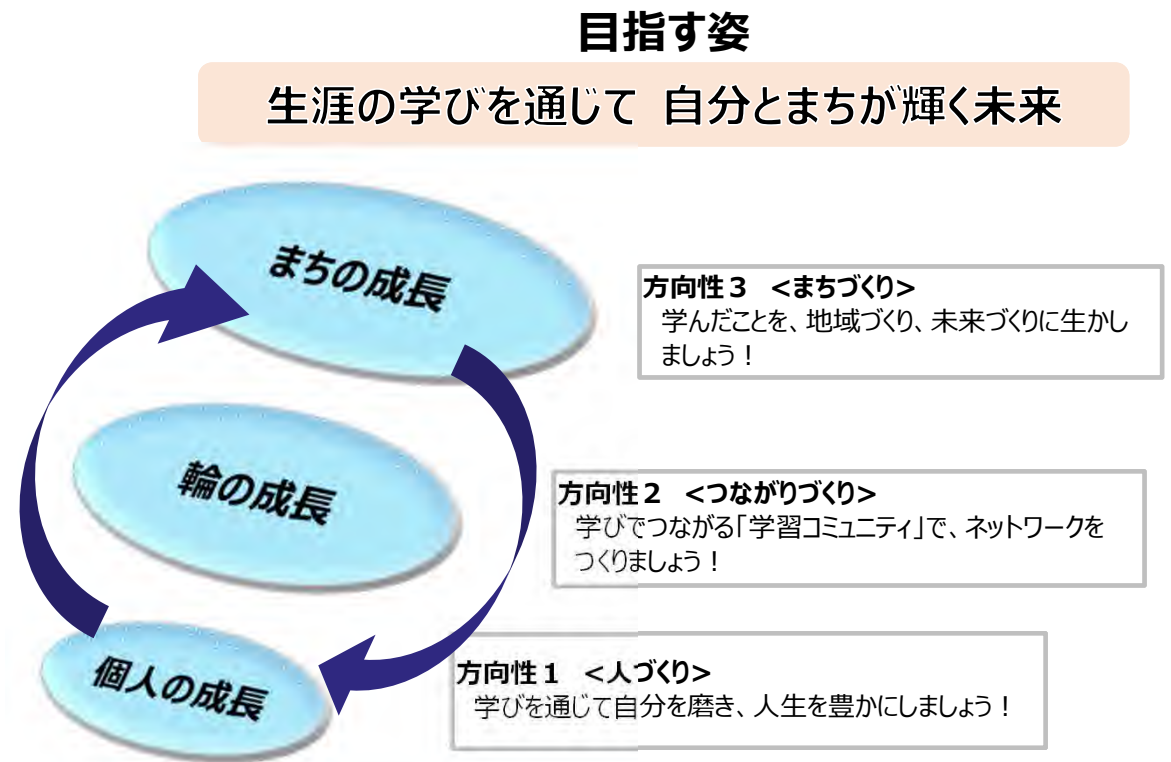 目指す姿
生涯の学びを通じて 自分とまちが輝く未来
まちの成長
方向性３ <まちづくり>
学んだことを、地域づくり、未来づくりに生かし
ましょう！
輪の成長
方向性２ <つながりづくり>
学びでつながる「学習コミュニティ」で、ネットワークを
つくりましょう！
個人の成長
方向性１ <人づくり>
学びを通じて自分を磨き、人生を豊かにしましょう！